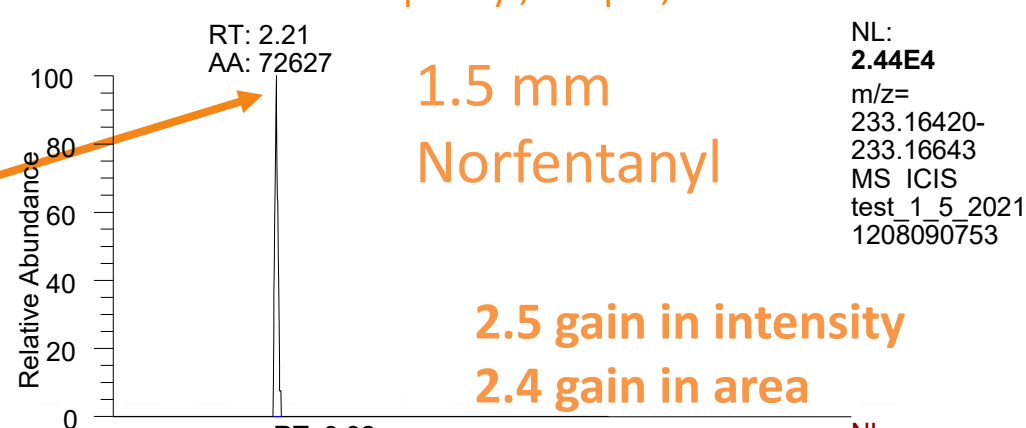 RT: 2.21
AA: 72627
NL:
2.44E4
m/z=
233.16420-
233.16643
MS ICIS
test_1_5_2021
1208090753
1.5 mm
Norfentanyl
100
80
60
40
20
0
Relative Abundance
2.5 gain in intensity
2.4 gain in area